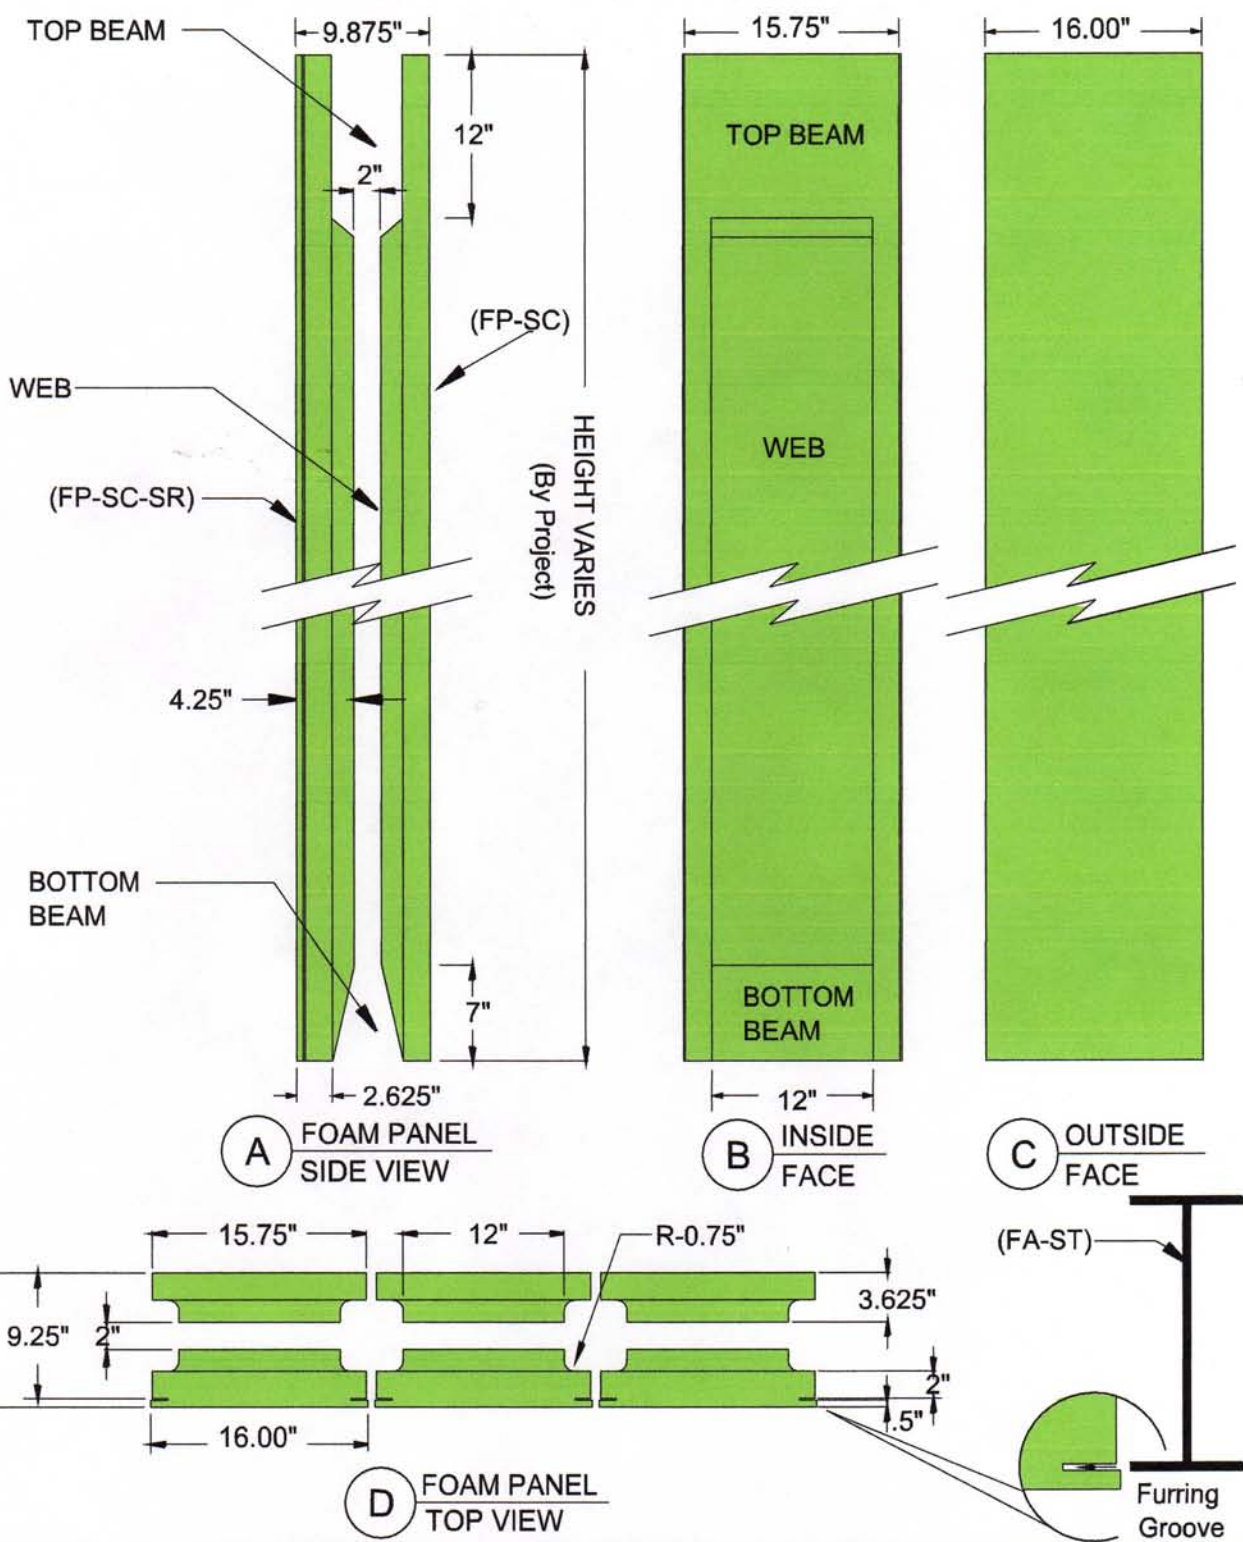 TOP BEAM
9.875"
15.75"
16.00"
12"
2"
TOP BEAM
(FP-SC)
WEB
(FP-SC-SR)
HEIGHT VARIES
(By Project)
WEB
4.25"
BOTTOM
BEAM
7"
BOTTOM
BEAM
2.625"
12"
A
FOAM PANEL
SIDE VIEW
B
INSIDE
FACE
C
OUTSIDE
FACE
15.75"
12"
R-0.75"
(FA-ST)
9.25"
2"
3.625"
2"
.5"
16.00"
D
FOAM PANEL
TOP VIEW
Furring
Groove